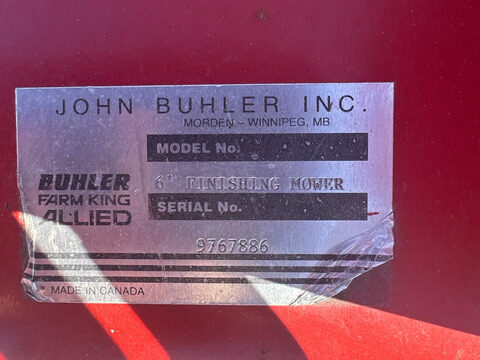 JOHN BUHLER INC.
MORDEN – WINNIPEG, MB
MODEL No.
6' FINISHING MOWER
SERIAL No.
9767886
BUHLER
FARM KING
ALLIED
MADE IN CANADA